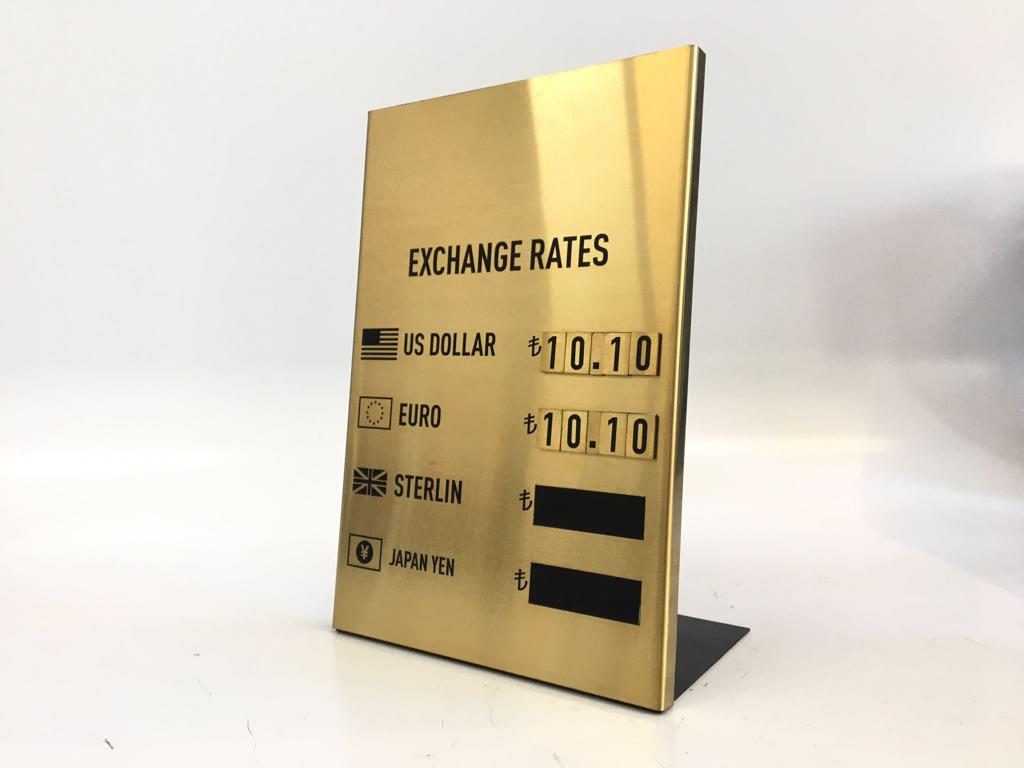 EXCHANGE RATES
US DOLLAR ₺10.10
EURO ₺10.10
STERLIN ₺
¥ JAPAN YEN ₺